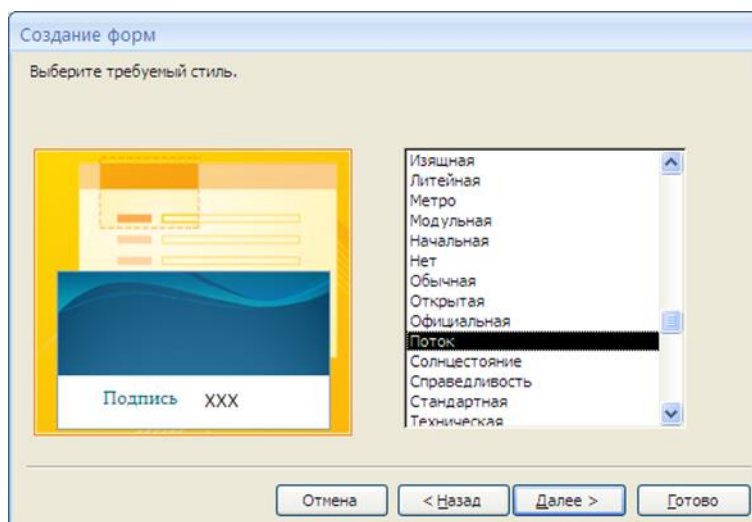 Создание форм
Выберите требуемый стиль.
Подпись XXX
Изящная
Литейная
Метро
Модульная
Начальная
Нет
Обычная
Открытая
Официальная
Поток
Солнцестояние
Справедливость
Стандартная
Техническая
Отмена < Назад Далее > Готово